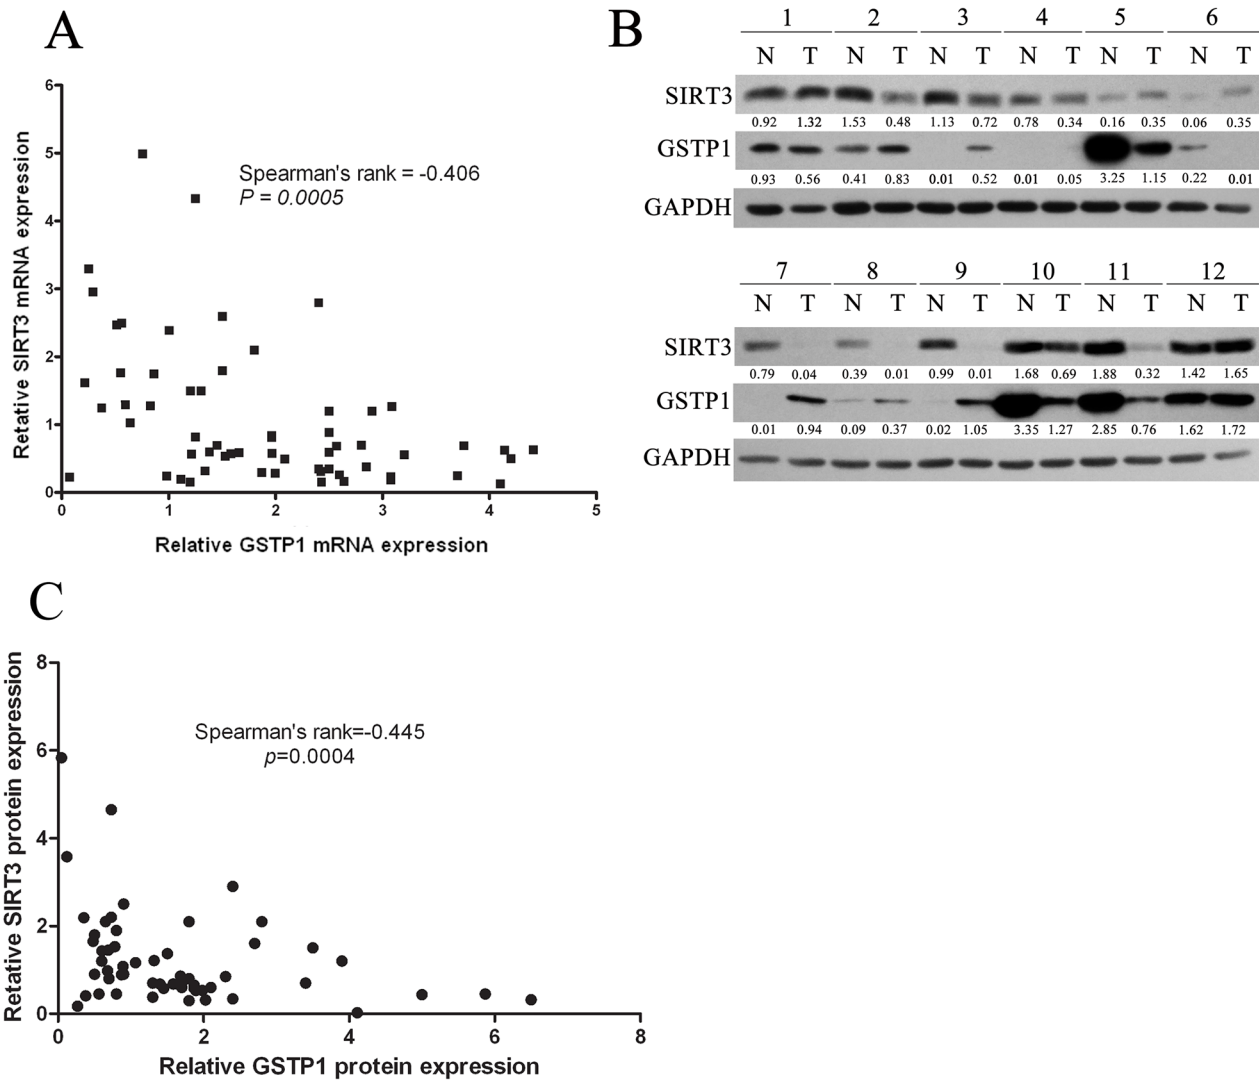 A
Retative SIRT3 mRNA expression
6
5
4
3
2
1
0
Spearman's rank = -0.406
P = 0.0005
0 1 2 3 4 5
Relative GSTP1 mRNA expression
B
1 2 3 4 5 6
N T N T N T N T N T N T
SIRT3
0.92 1.32 1.53 0.48 1.13 0.72 0.78 0.34 0.16 0.35 0.06 0.35
GSTP1
0.93 0.56 0.41 0.83 0.01 0.52 0.01 0.05 3.25 1.15 0.22 0.01
GAPDH
7 8 9 10 11 12
N T N T N T N T N T N T
SIRT3
0.79 0.04 0.39 0.01 0.99 0.01 1.68 0.69 1.88 0.32 1.42 1.65
GSTP1
0.01 0.94 0.09 0.37 0.02 1.05 3.35 1.27 2.85 0.76 1.62 1.72
GAPDH
C
Retative SIRT3 protein expression
8
6
4
2
0
Spearman's rank=-0.445
p=0.0004
0 2 4 6 8
Relative GSTP1 protein expression